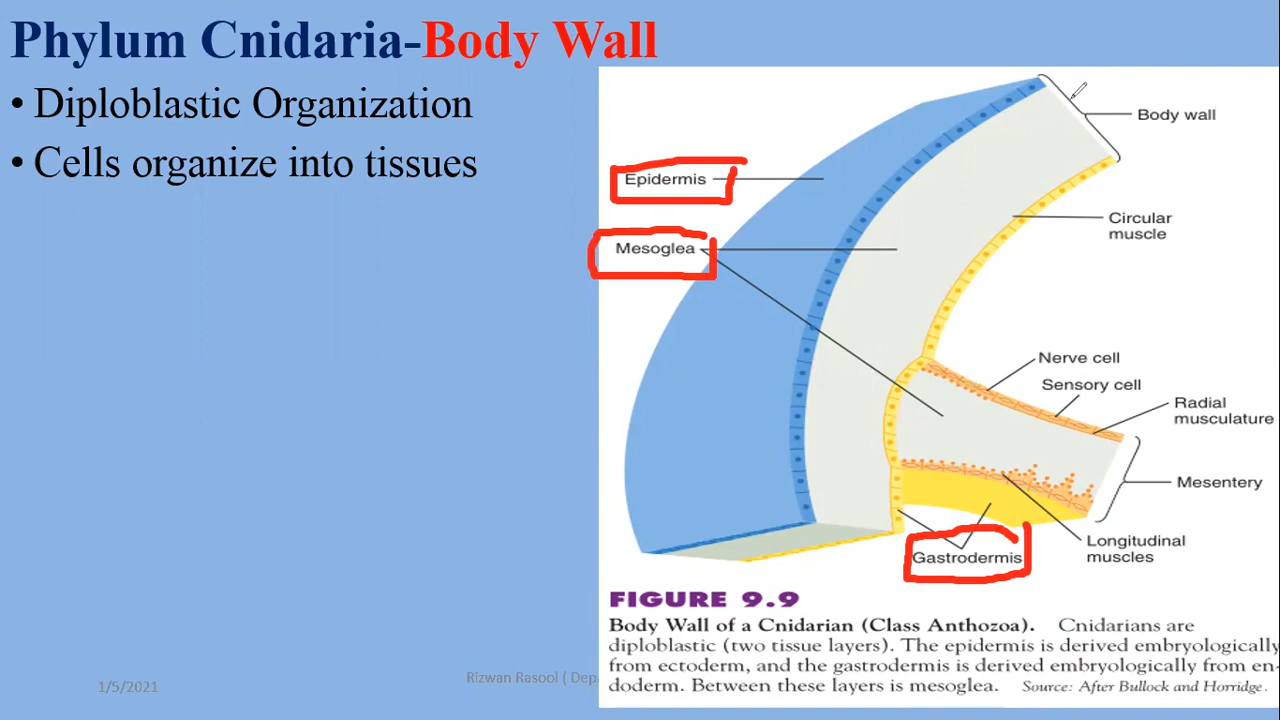 Phylum Cnidaria-Body Wall
• Diploblastic Organization
• Cells organize into tissues
Body wall
Epidermis
Circular
muscle
Mesoglea
Nerve cell
Sensory cell
Radial
musculature
Mesentery
Longitudinal
muscles
Gastrodermis
FIGURE 9.9
Body Wall of a Cnidarian (Class Anthozoa). Cnidarians are
diploblastic (two tissue layers). The epidermis is derived embryologically
from ectoderm, and the gastrodermis is derived embryologically from en-
doderm. Between these layers is mesoglea. Source: After Bullock and Horridge.
1/5/2021
Rizwan Rasool ( Depa